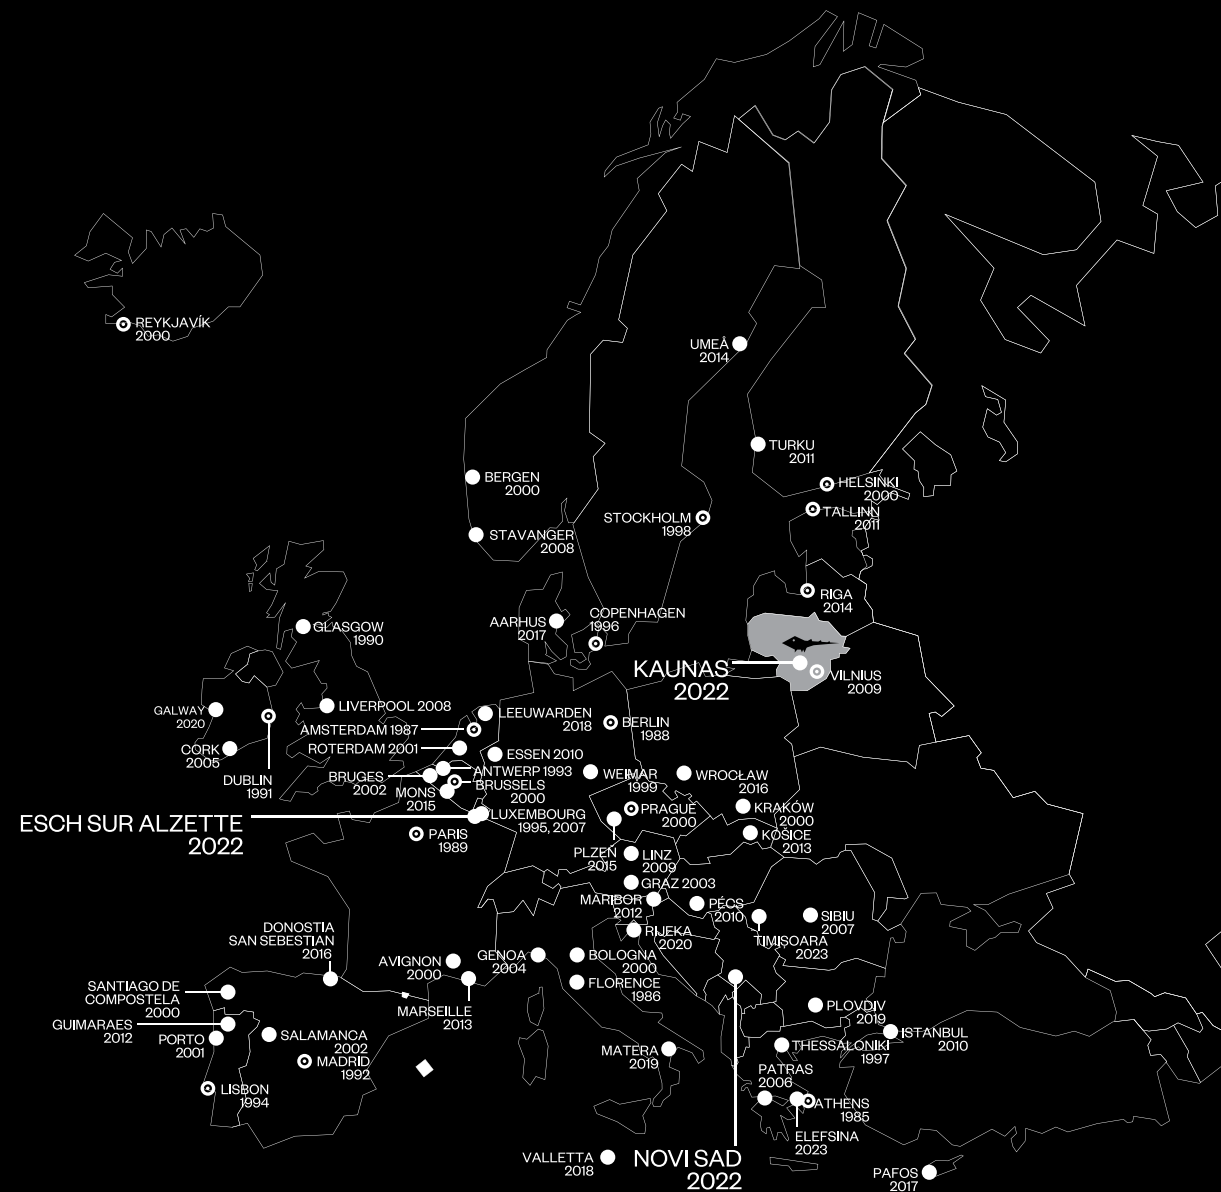 REYKJAVÍK
2000
UMEÅ
2014
TURKU
2011
BERGEN
2000
HELSINKI
2000
STOCKHOLM
1998
TALLINN
2011
STAVANGER
2008
RIGA
2014
COPENHAGEN
1996
AARHUS
2017
GLASGOW
1990
KAUNAS
2022
VILNIUS
2009
GALWAY
2020
LIVERPOOL 2008
LEEUWARDEN
2018
AMSTERDAM 1987
BERLIN
1988
ROTERDAM 2001
CORK
2005
ESSEN 2010
DUBLIN
1991
BRUGES
2002
ANTWERP 1993
BRUSSELS
2000
WEIMAR
1999
WROCŁAW
2016
MONS
2015
ESCH SUR ALZETTE
2022
LUXEMBOURG
1995, 2007
PRAGUE
2000
KRAKÓW
2000
PARIS
1989
KOŠICE
2013
PLZEŇ
2015
LINZ
2009
GRAZ 2003
MARIBOR
2012
PÉCS
2010
SIBIU
2007
DONOSTIA
SAN SEBESTIAN
2016
RIJEKA
2020
TIMIȘOARA
2023
AVIGNON
2000
GENOA
2004
BOLOGNA
2000
SANTIAGO DE
COMPOSTELA
2000
MARSEILLE
2013
FLORENCE
1986
GUIMARAES
2012
PLOVDIV
2019
PORTO
2001
SALAMANCA
2002
ISTANBUL
2010
MADRID
1992
MATERA
2019
THESSALONIKI
1997
PATRAS
2006
LISBON
1994
ATHENS
1985
ELEFSINA
2023
VALLETTA
2018
NOVI SAD
2022
PAFOS
2017